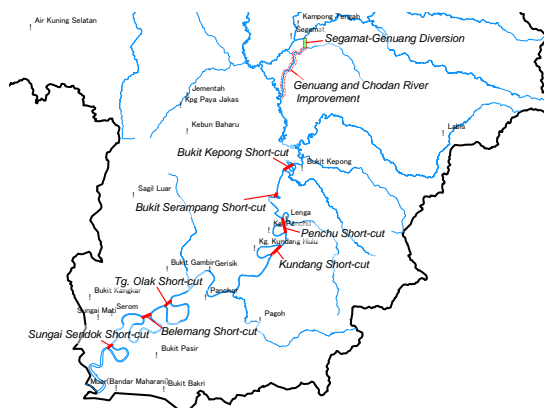 Air Kuning Selatan
Kampong Tengah
Segamat
Segamat-Genuang Diversion
Genuang and Chodan River
Improvement
Jementah
Kpg Paya Jakas
Kebun Baharu
Labis
Bukit Kepong Short-cut
Bukit Kepong
Sagil Luar
Bukit Serampang Short-cut
Lenga
Penchu Short-cut
Kg. Kundang Hulu
Kundang Short-cut
Bukit Gambir
Gerisik
Tg. Olak Short-cut
Bukit Kangkar
Panchor
Sungai Mati
Serom
Pagoh
Sungai Sendok Short-cut
Belemang Short-cut
Bukit Pasir
Muar(Bandar Maharani)
Bukit Bakri